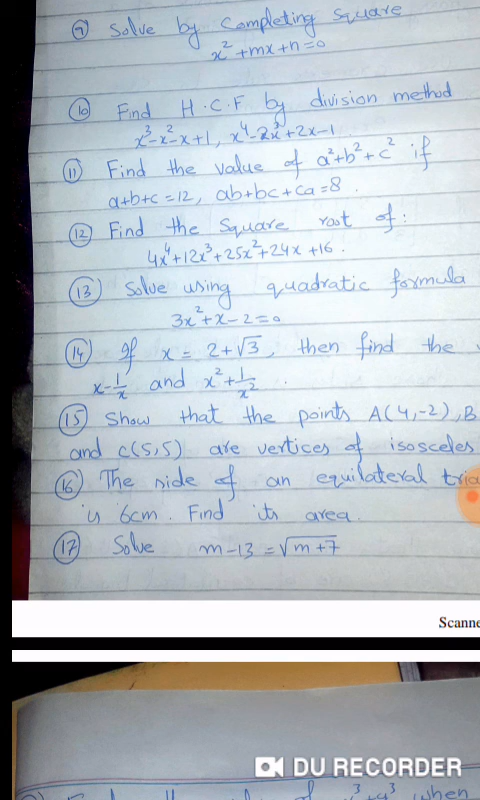 ⑨ Solve by Completing Square
x²+mx+n=0
⑩ Find H.C.F by division method
x³-x²-x+1, x⁴-2x³+2x-1
⑪ Find the value of a²+b²+c² if
a+b+c=12, ab+bc+ca=8.
⑫ Find the Square root of:
4x⁴+12x³+25x²+24x+16.
⑬ Solve using quadratic formula
3x²+x-2=0
⑭ If x = 2+√3, then find the
x-1/x and x²+1/x².
⑮ Show that the points A(4,-2), B
and C(5,5) are vertices of isosceles
⑯ The side of an equilateral tria
is 6cm. Find its area.
⑰ Solve m-13 = √m+7
Scanne
DU RECORDER
of x³+y³ when